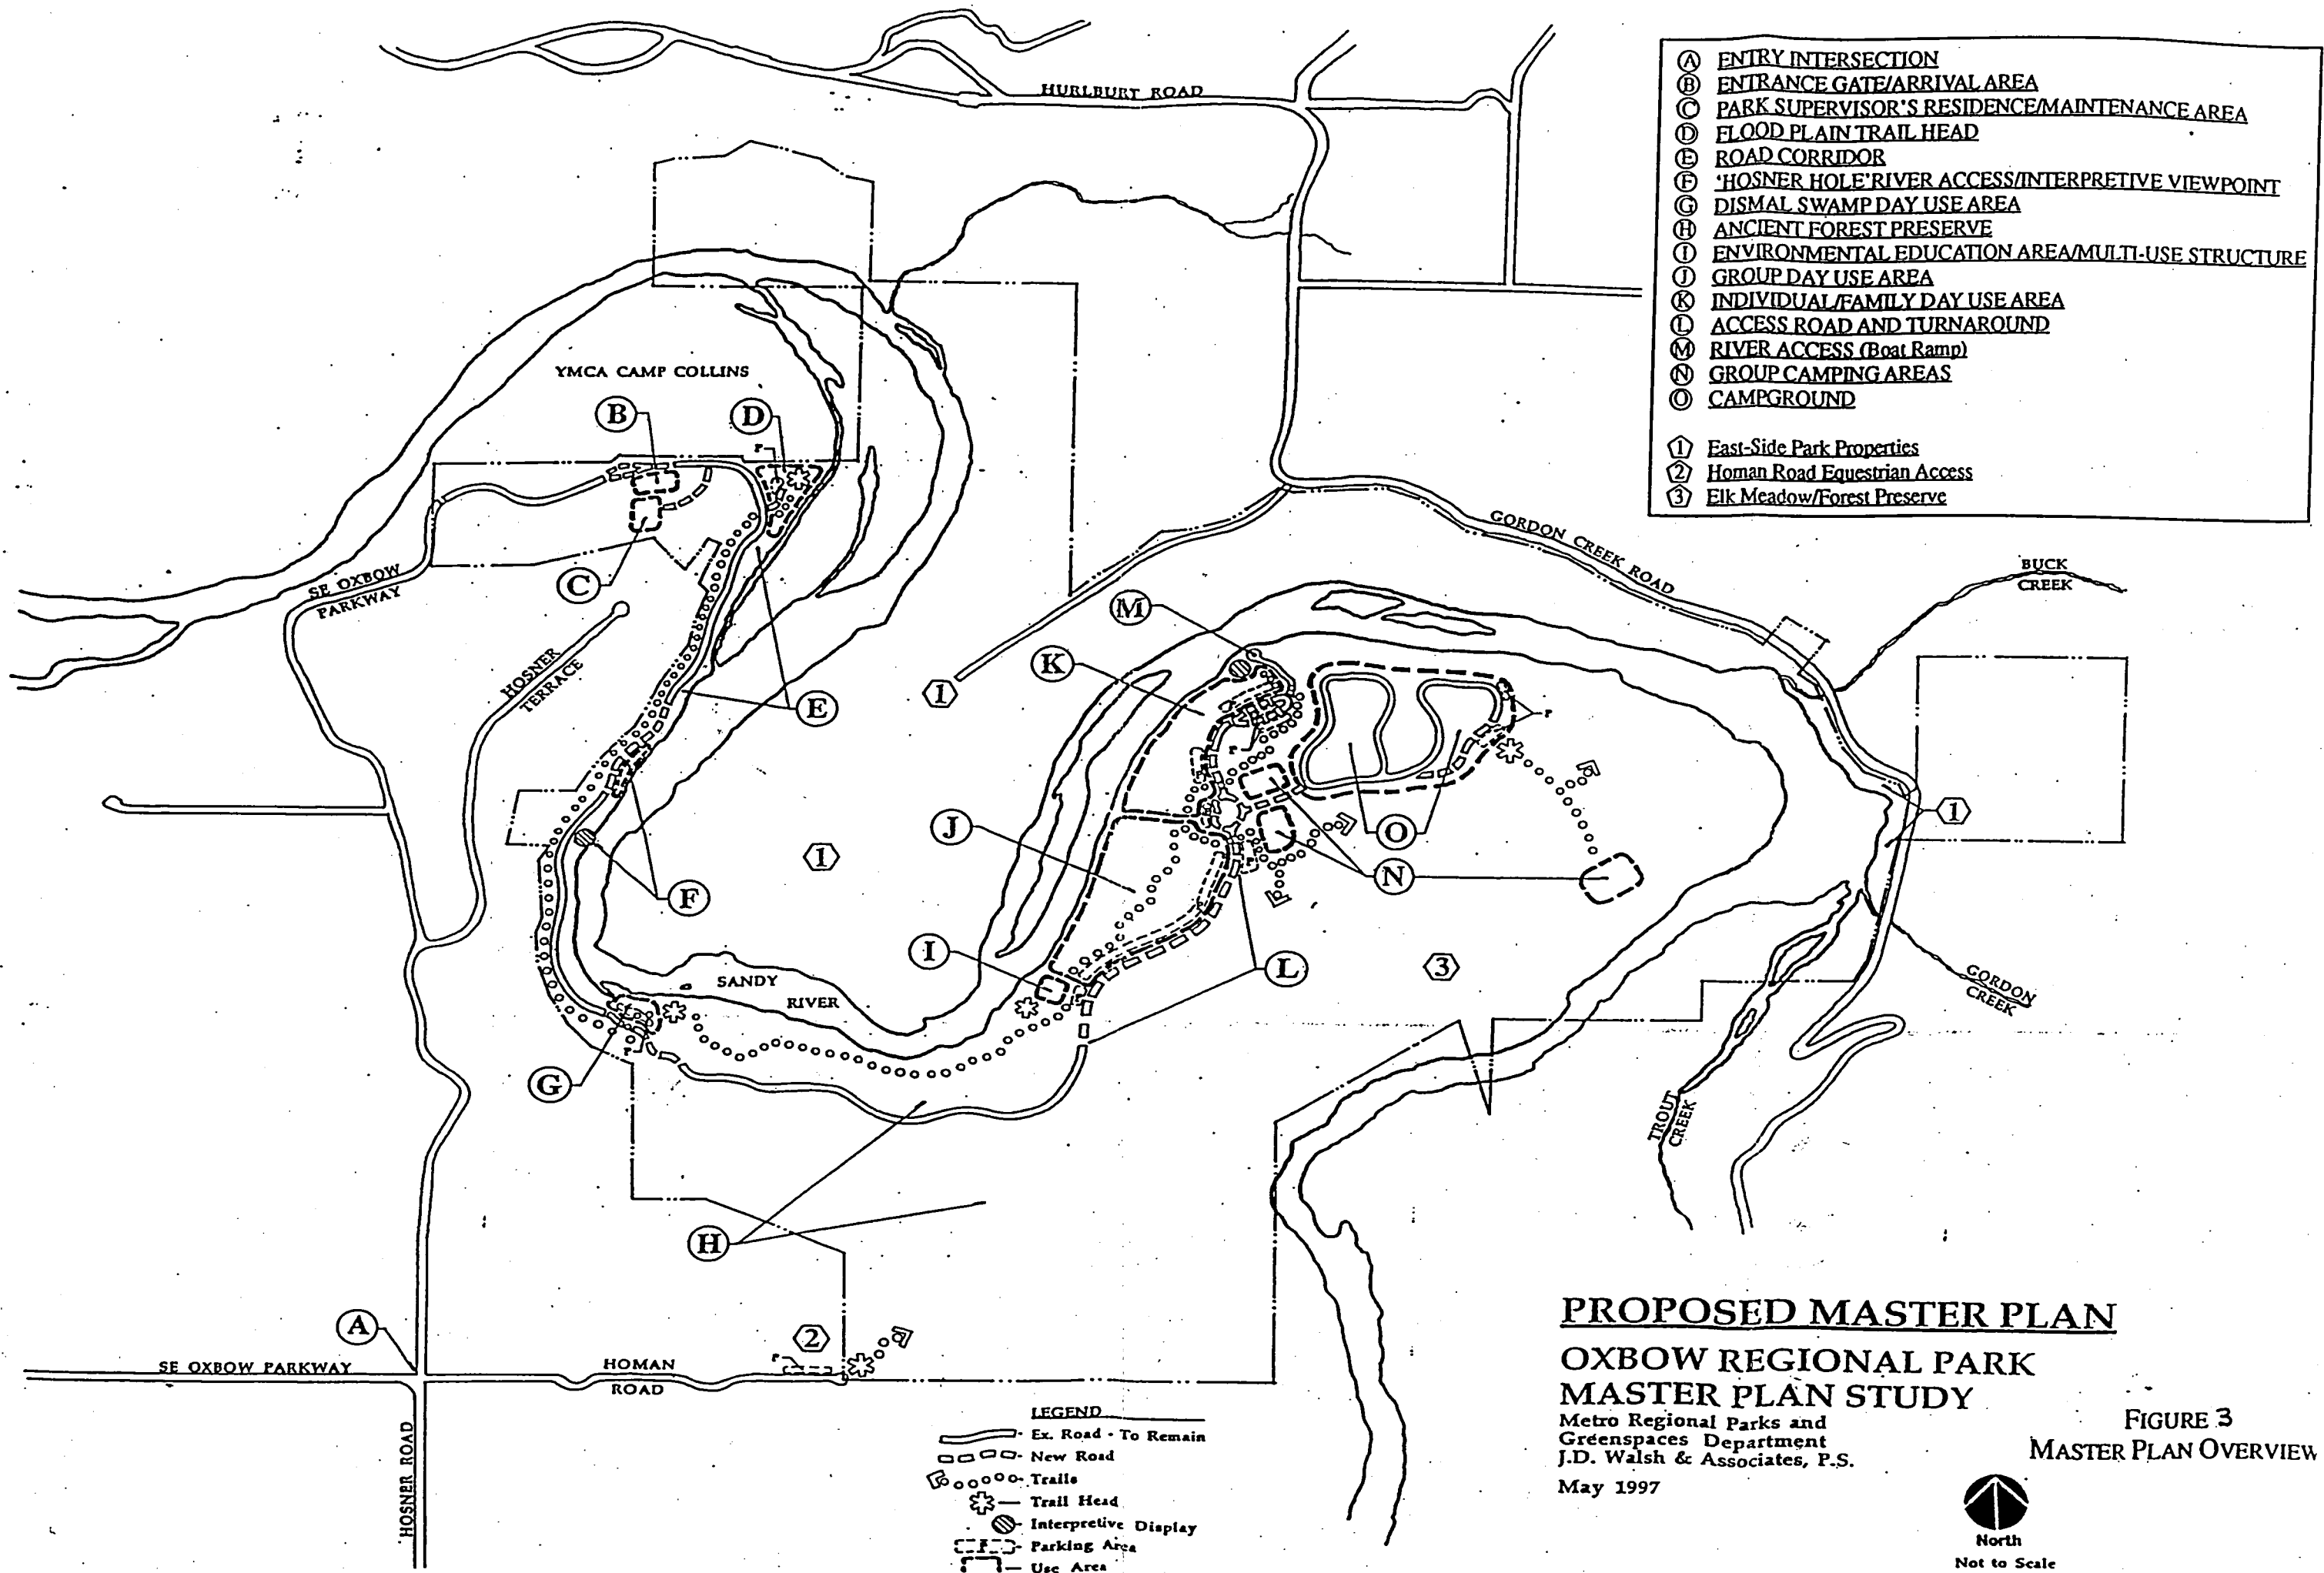 HURLBURT ROAD
Ⓐ ENTRY INTERSECTION
Ⓑ ENTRANCE GATE/ARRIVAL AREA
Ⓒ PARK SUPERVISOR'S RESIDENCE/MAINTENANCE AREA
Ⓓ FLOOD PLAIN TRAIL HEAD
Ⓔ ROAD CORRIDOR
Ⓕ 'HOSNER HOLE' RIVER ACCESS/INTERPRETIVE VIEWPOINT
Ⓖ DISMAL SWAMP DAY USE AREA
Ⓗ ANCIENT FOREST PRESERVE
Ⓘ ENVIRONMENTAL EDUCATION AREA/MULTI-USE STRUCTURE
Ⓙ GROUP DAY USE AREA
Ⓚ INDIVIDUAL/FAMILY DAY USE AREA
Ⓛ ACCESS ROAD AND TURNAROUND
Ⓜ RIVER ACCESS (Boat Ramp)
Ⓝ GROUP CAMPING AREAS
Ⓞ CAMPGROUND
1 East-Side Park Properties
2 Homan Road Equestrian Access
3 Elk Meadow/Forest Preserve
YMCA CAMP COLLINS
B
D
P
GORDON CREEK ROAD
BUCK
CREEK
SE OXBOW
PARKWAY
C
M
HOSNER
TERRACE
K
1
E
P
P
1
J
O
1
N
F
P
I
L
3
SANDY
RIVER
GORDON
CREEK
G
P
TROUT
CREEK
H
A
2
P
SE OXBOW PARKWAY
HOMAN
ROAD
HOSNER ROAD
LEGEND
Ex. Road - To Remain
New Road
Trails
Trail Head
Interpretive Display
P Parking Area
Use Area
PROPOSED MASTER PLAN
OXBOW REGIONAL PARK
MASTER PLAN STUDY
Metro Regional Parks and
Greenspaces Department
J.D. Walsh & Associates, P.S.
May 1997
FIGURE 3
MASTER PLAN OVERVIEW
North
Not to Scale